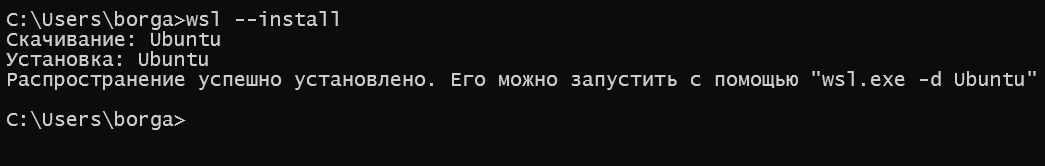 C:\Users\borga>wsl --install
Скачивание: Ubuntu
Установка: Ubuntu
Распространение успешно установлено. Его можно запустить с помощью "wsl.exe -d Ubuntu"
C:\Users\borga>